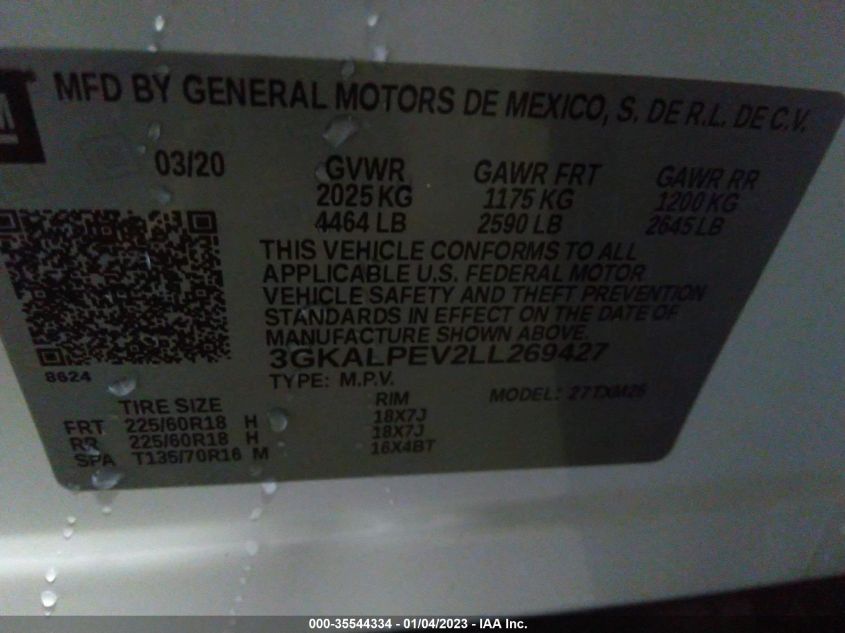 GM
MFD BY GENERAL MOTORS DE MEXICO, S. DE R.L. DE C.V.
03/20 GVWR GAWR FRT GAWR RR
2025 KG 1175 KG 1200 KG
4464 LB 2590 LB 2645 LB
THIS VEHICLE CONFORMS TO ALL
APPLICABLE U.S. FEDERAL MOTOR
VEHICLE SAFETY AND THEFT PREVENTION
STANDARDS IN EFFECT ON THE DATE OF
MANUFACTURE SHOWN ABOVE.
3GKALPEV2LL269427
8624
TYPE: M.P.V. MODEL: 27TXM26
TIRE SIZE RIM
FRT 225/60R18 H 18X7J
RR 225/60R18 H 18X7J
SPA T135/70R16 M 16X4BT
000-35544334 - 01/04/2023 - IAA Inc.